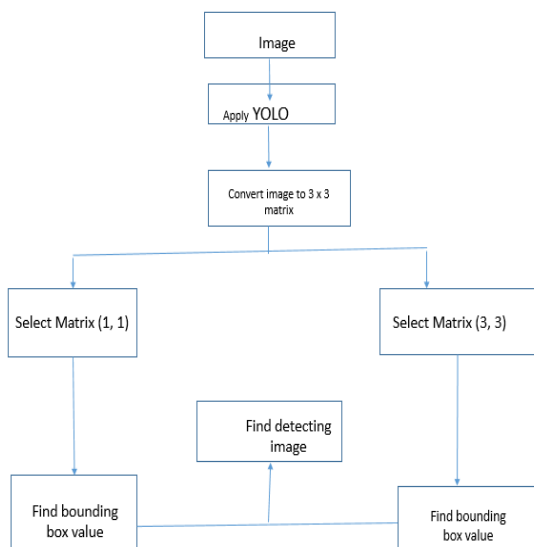 Image
Apply YOLO
Convert image to 3 x 3
matrix
Select Matrix (1, 1)
Select Matrix (3, 3)
Find detecting
image
Find bounding
box value
Find bounding
box value